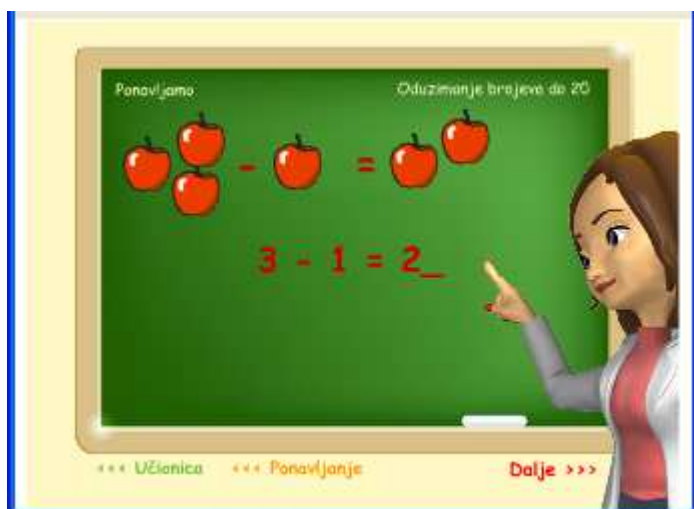 Ponavljamo
Oduzimanje brojeva do 20
- =
3 - 1 = 2_
<<< Učionica
<<< Ponavljanje
Dalje >>>